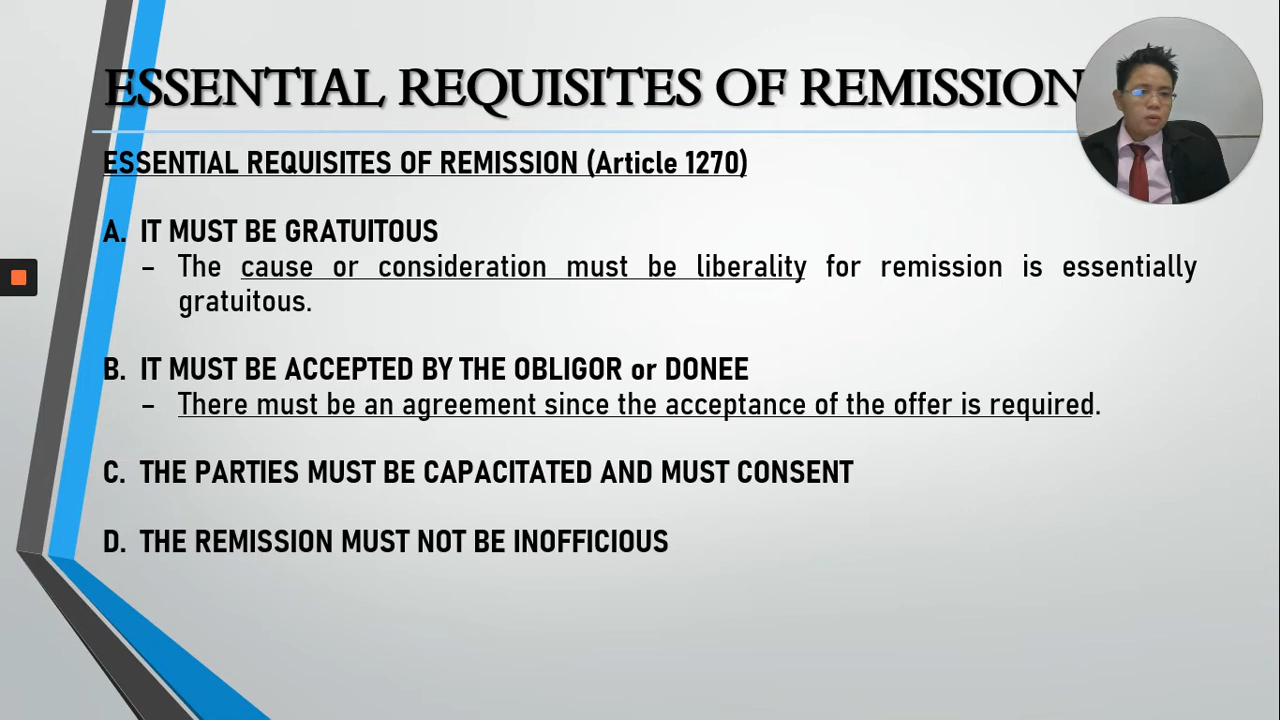 ESSENTIAL REQUISITES OF REMISSION
ESSENTIAL REQUISITES OF REMISSION (Article 1270)
A. IT MUST BE GRATUITOUS
– The cause or consideration must be liberality for remission is essentially
gratuitous.
B. IT MUST BE ACCEPTED BY THE OBLIGOR or DONEE
– There must be an agreement since the acceptance of the offer is required.
C. THE PARTIES MUST BE CAPACITATED AND MUST CONSENT
D. THE REMISSION MUST NOT BE INOFFICIOUS